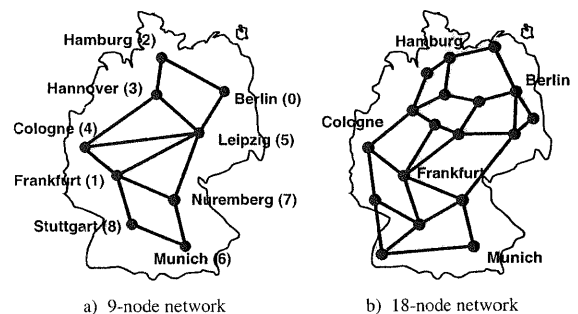 Hamburg (2)
Hannover (3)
Berlin (0)
Cologne (4)
Leipzig (5)
Frankfurt (1)
Nuremberg (7)
Stuttgart (8)
Munich (6)
a) 9-node network
Hamburg
Berlin
Cologne
Frankfurt
Munich
b) 18-node network